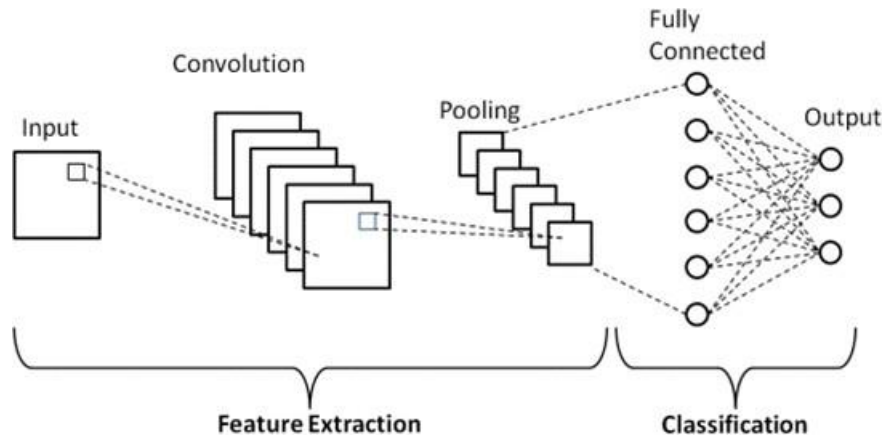 Input
Convolution
Pooling
Fully
Connected
Output
Feature Extraction
Classification